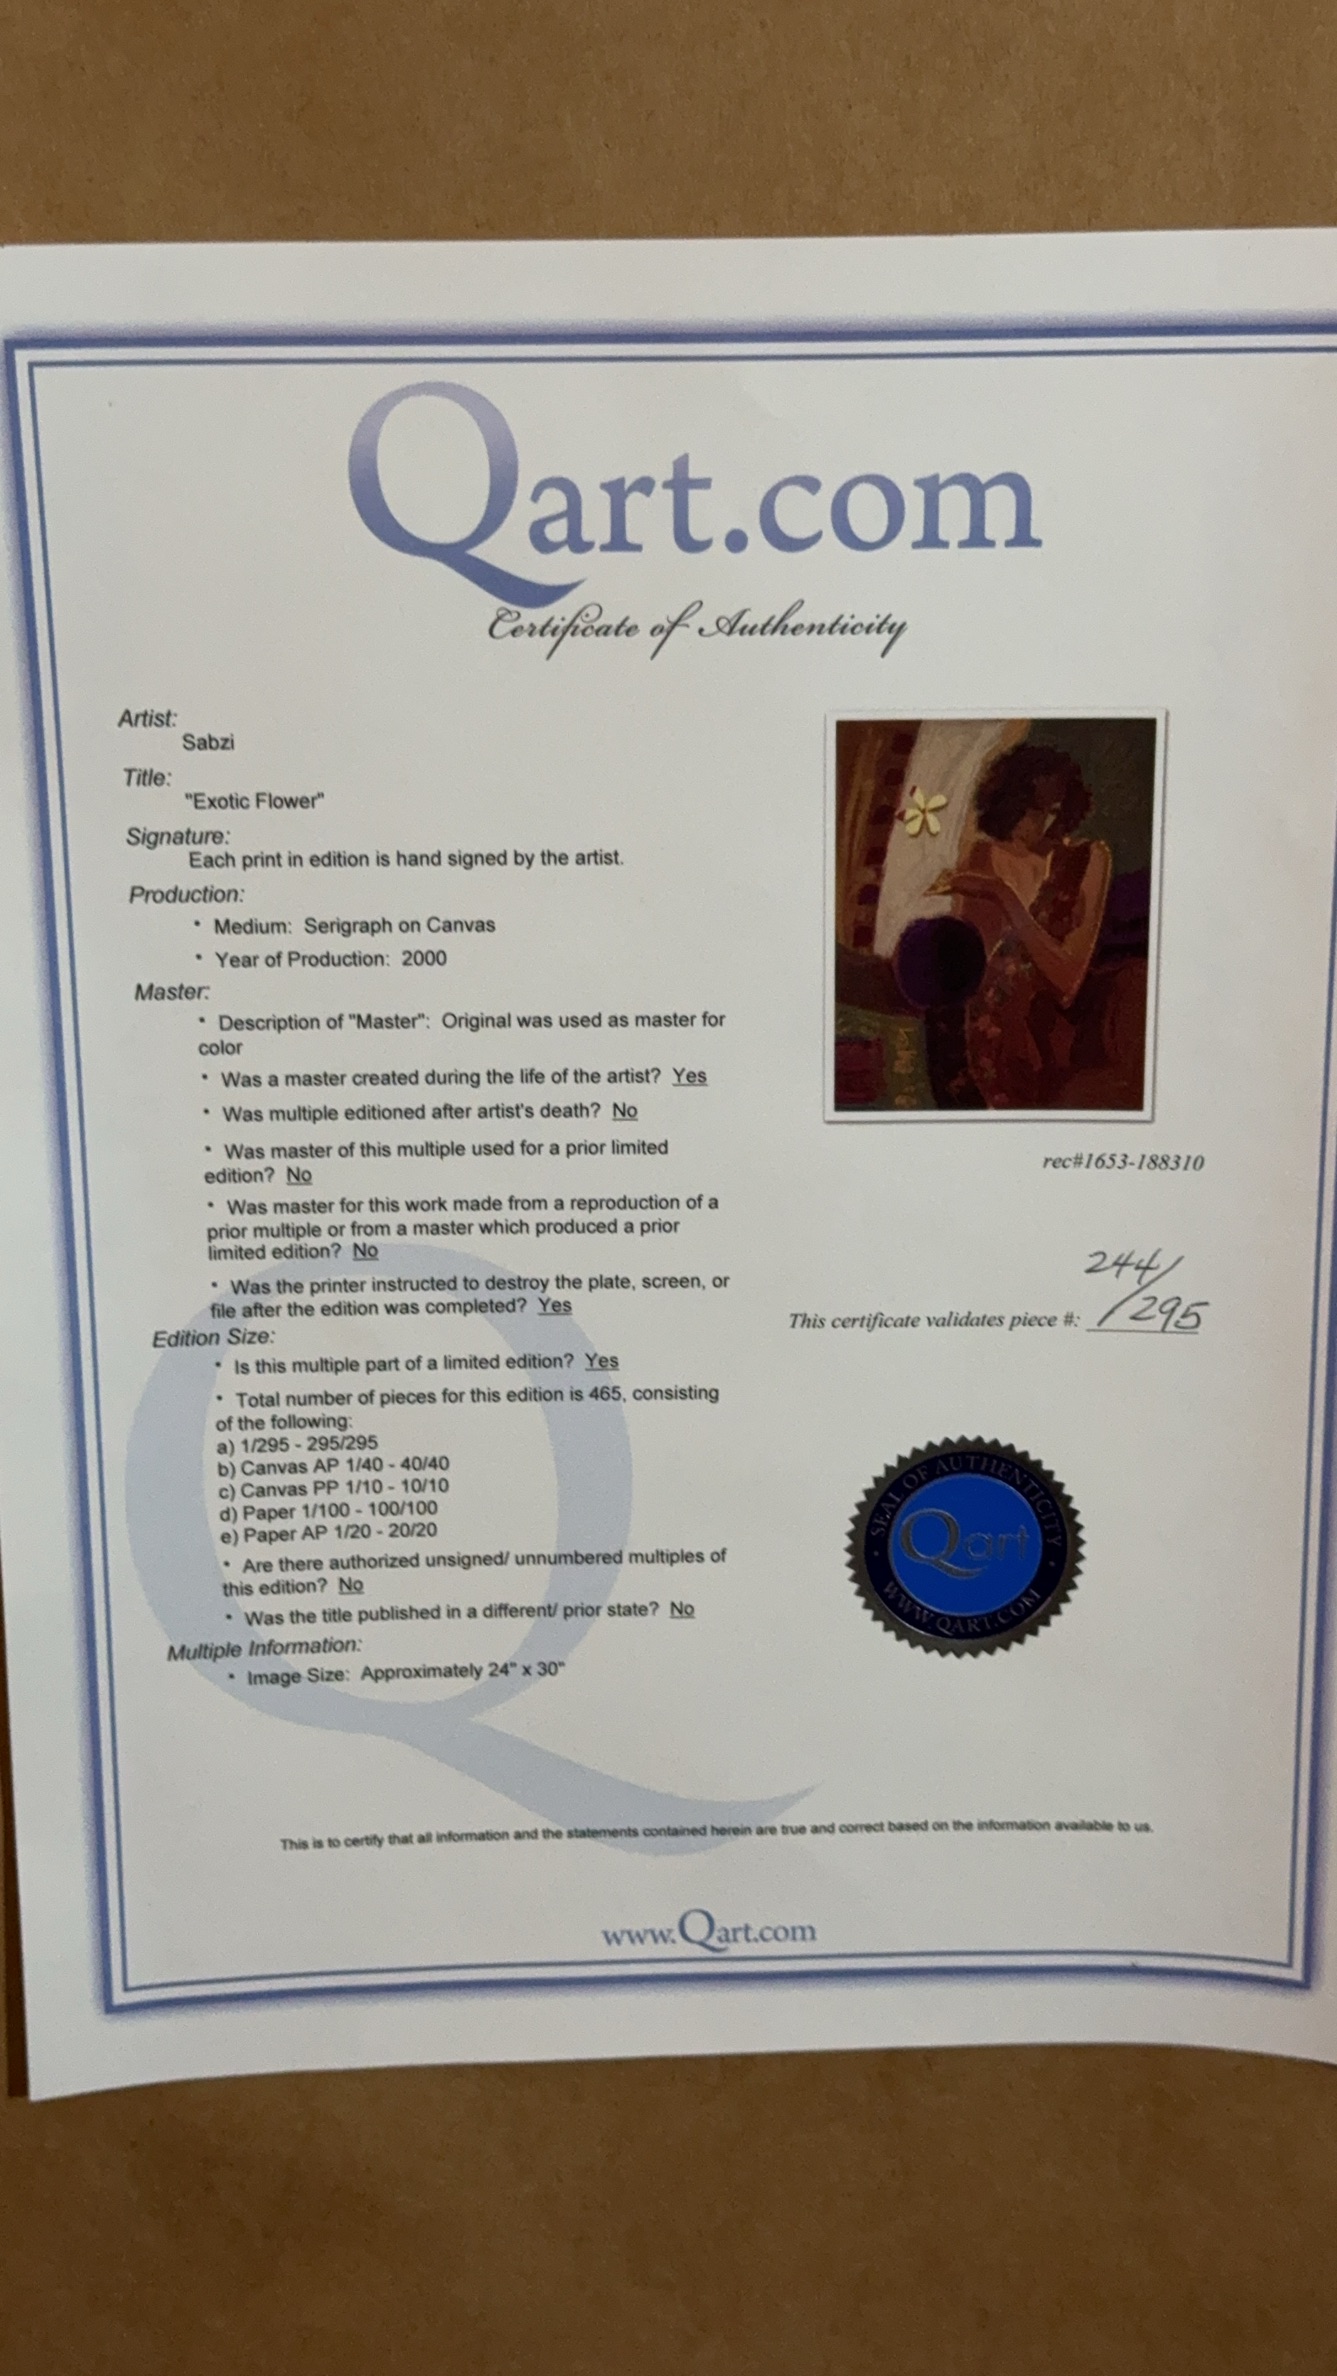 Qart.com
Certificate of Authenticity
Artist:
Sabzi
Title:
"Exotic Flower"
Signature:
Each print in edition is hand signed by the artist.
Production:
• Medium: Serigraph on Canvas
• Year of Production: 2000
Master:
• Description of "Master": Original was used as master for
color
• Was a master created during the life of the artist? Yes
• Was multiple editioned after artist's death? No
• Was master of this multiple used for a prior limited
edition? No
• Was master for this work made from a reproduction of a
prior multiple or from a master which produced a prior
limited edition? No
• Was the printer instructed to destroy the plate, screen, or
file after the edition was completed? Yes
Edition Size:
• Is this multiple part of a limited edition? Yes
• Total number of pieces for this edition is 465, consisting
of the following:
a) 1/295 - 295/295
b) Canvas AP 1/40 - 40/40
c) Canvas PP 1/10 - 10/10
d) Paper 1/100 - 100/100
e) Paper AP 1/20 - 20/20
• Are there authorized unsigned/ unnumbered multiples of
this edition? No
• Was the title published in a different/ prior state? No
Multiple Information:
• Image Size: Approximately 24" x 30"
rec#1653-188310
This certificate validates piece #: 244/295
SEAL OF AUTHENTICITY
Qart
WWW.QART.COM
This is to certify that all information and the statements contained herein are true and correct based on the information available to us.
www.Qart.com